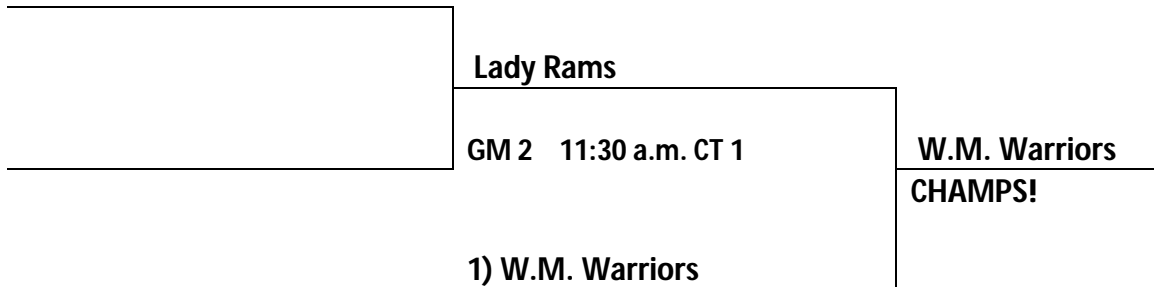 Lady Rams
GM 2 11:30 a.m. CT 1
W.M. Warriors
CHAMPS!
1) W.M. Warriors